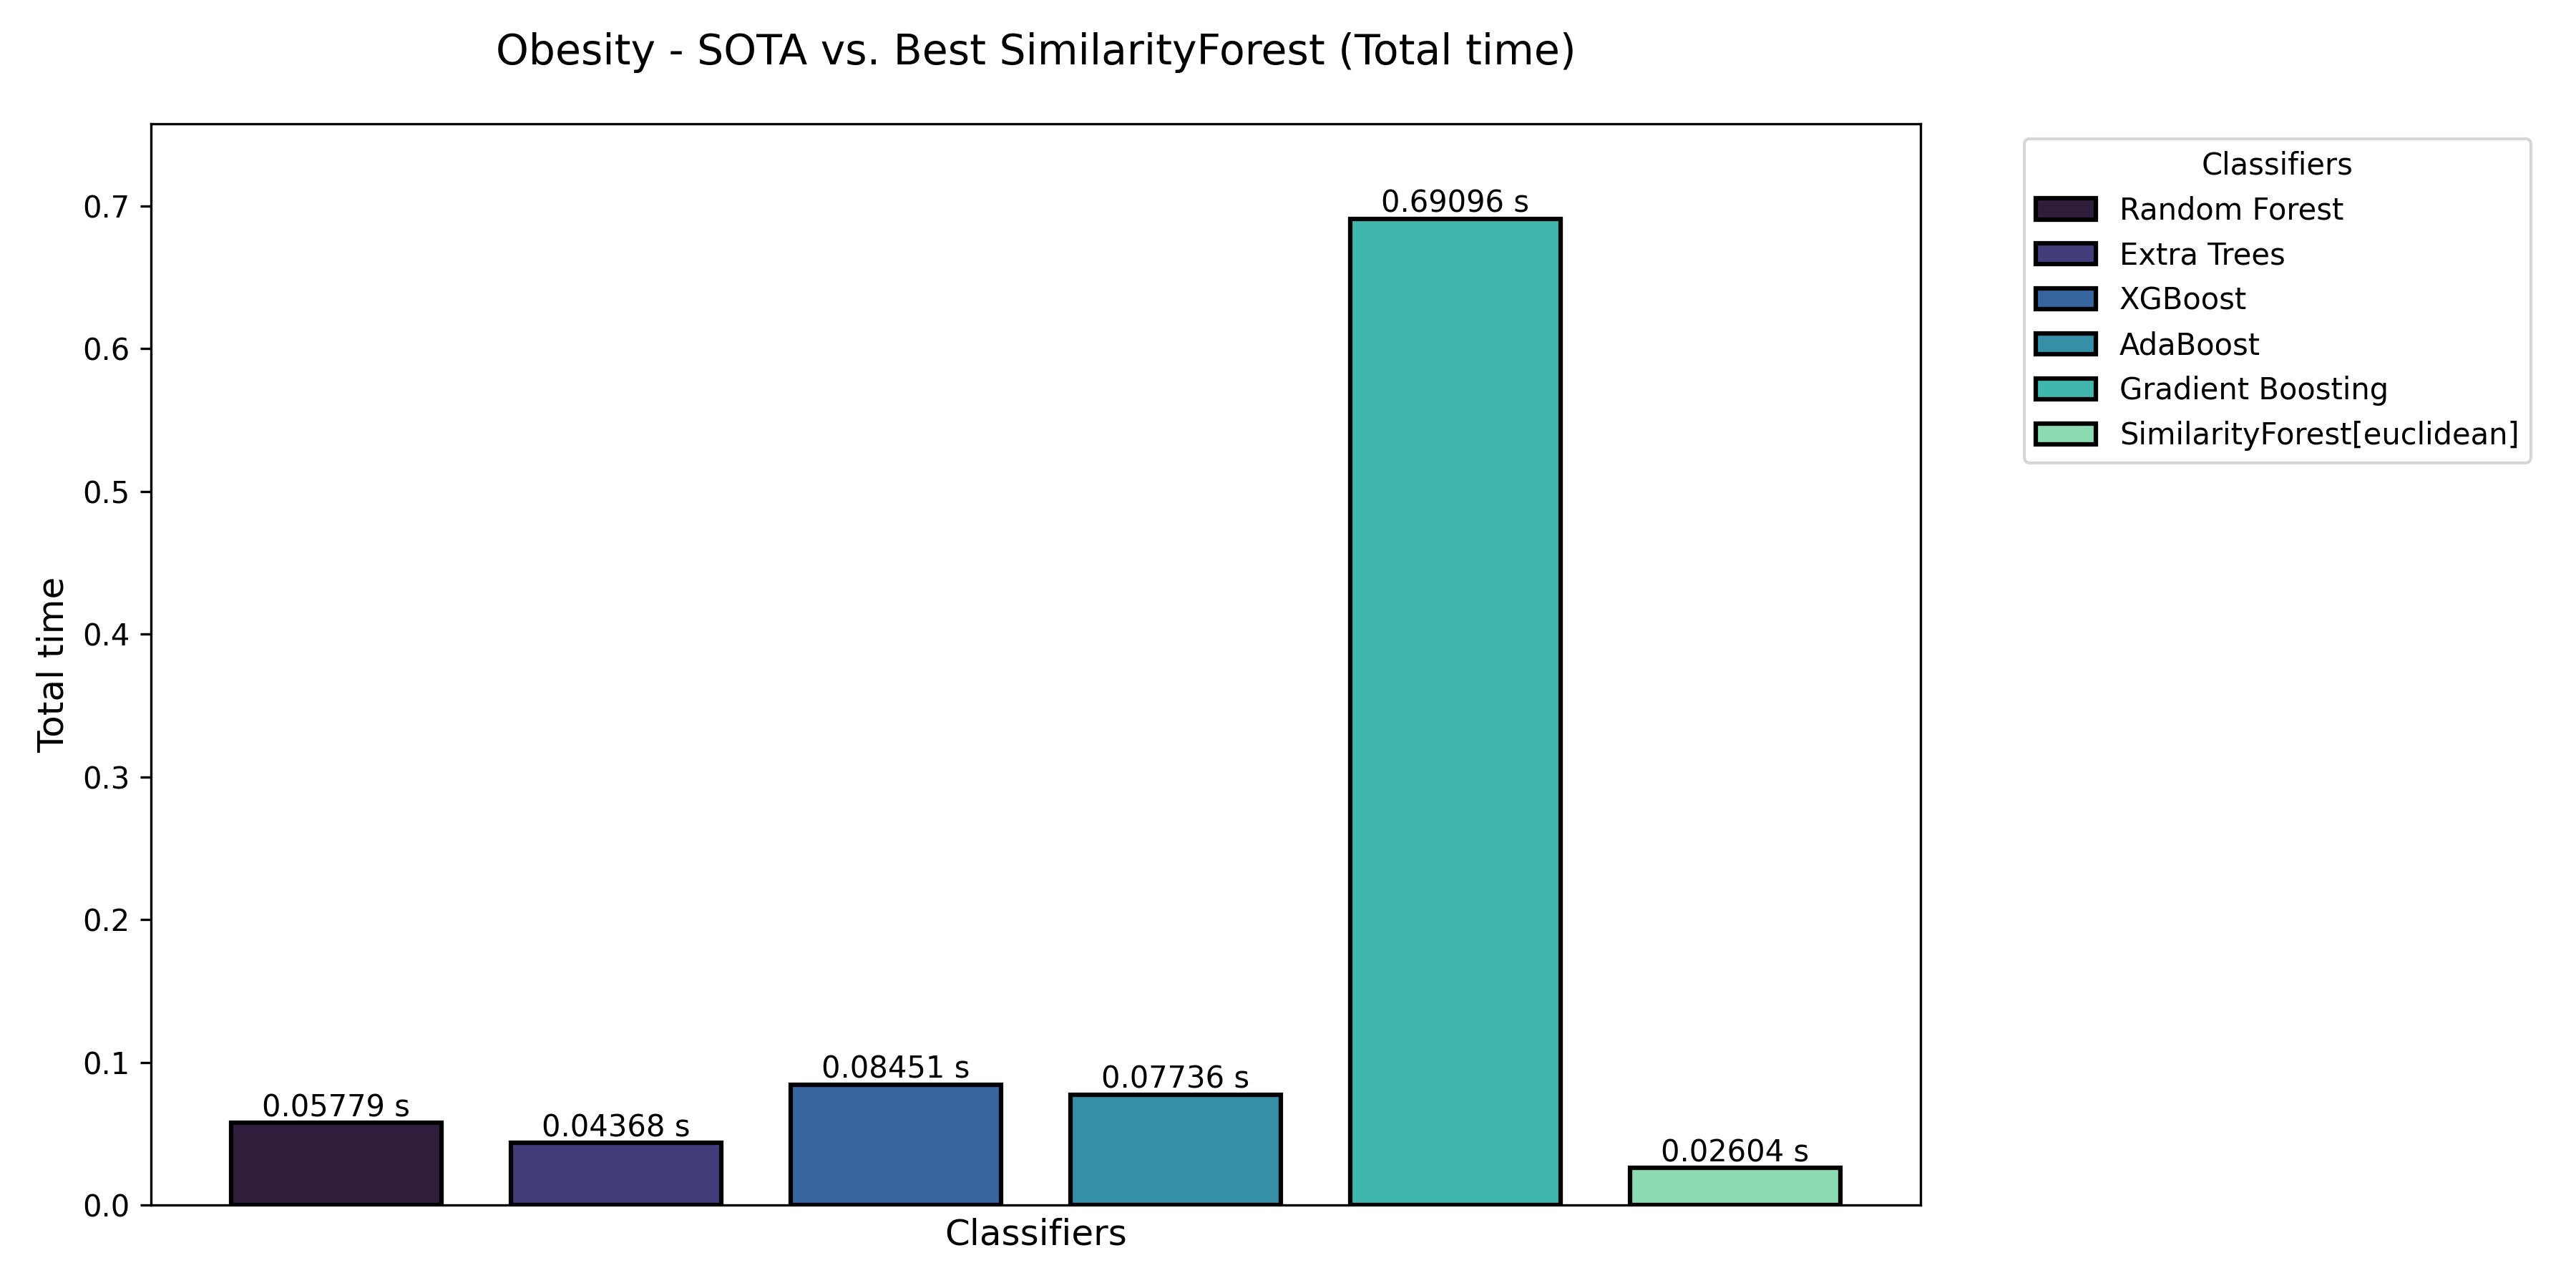 Obesity - SOTA vs. Best SimilarityForest (Total time)
Total time
0.7
0.6
0.5
0.4
0.3
0.2
0.1
0.0
0.05779 s
0.04368 s
0.08451 s
0.07736 s
0.69096 s
0.02604 s
Classifiers
Classifiers
Random Forest
Extra Trees
XGBoost
AdaBoost
Gradient Boosting
SimilarityForest[euclidean]